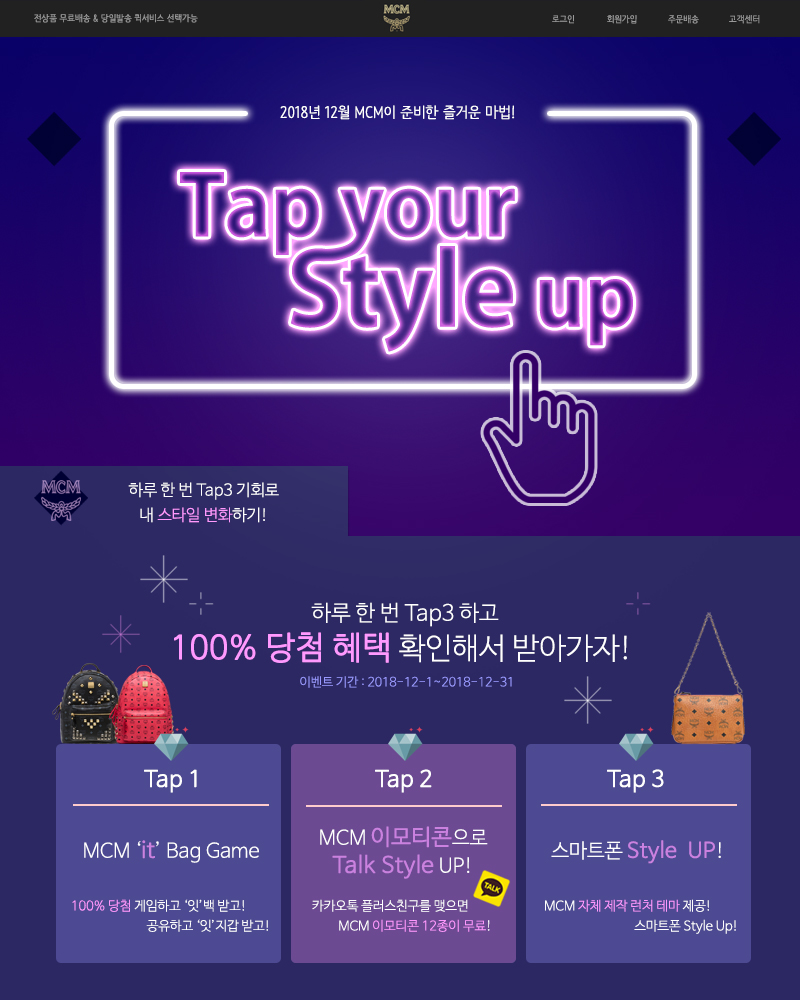 전상품 무료배송 & 당일발송 퀵서비스 선택가능
MCM
로그인 회원가입 주문배송 고객센터
2018년 12월 MCM이 준비한 즐거운 마법!
Tap your
Style up
MCM
하루 한 번 Tap3 기회로
내 스타일 변화하기!
하루 한 번 Tap3 하고
100% 당첨 혜택 확인해서 받아가자!
이벤트 기간 : 2018-12-1~2018-12-31
Tap 1
MCM ‘it’ Bag Game
100% 당첨 게임하고 ‘잇’백 받고!
공유하고 ‘잇’지갑 받고!
Tap 2
MCM 이모티콘으로
Talk Style UP!
TALK
카카오톡 플러스친구를 맺으면
MCM 이모티콘 12종이 무료!
Tap 3
스마트폰 Style UP!
MCM 자체 제작 런처 테마 제공!
스마트폰 Style Up!